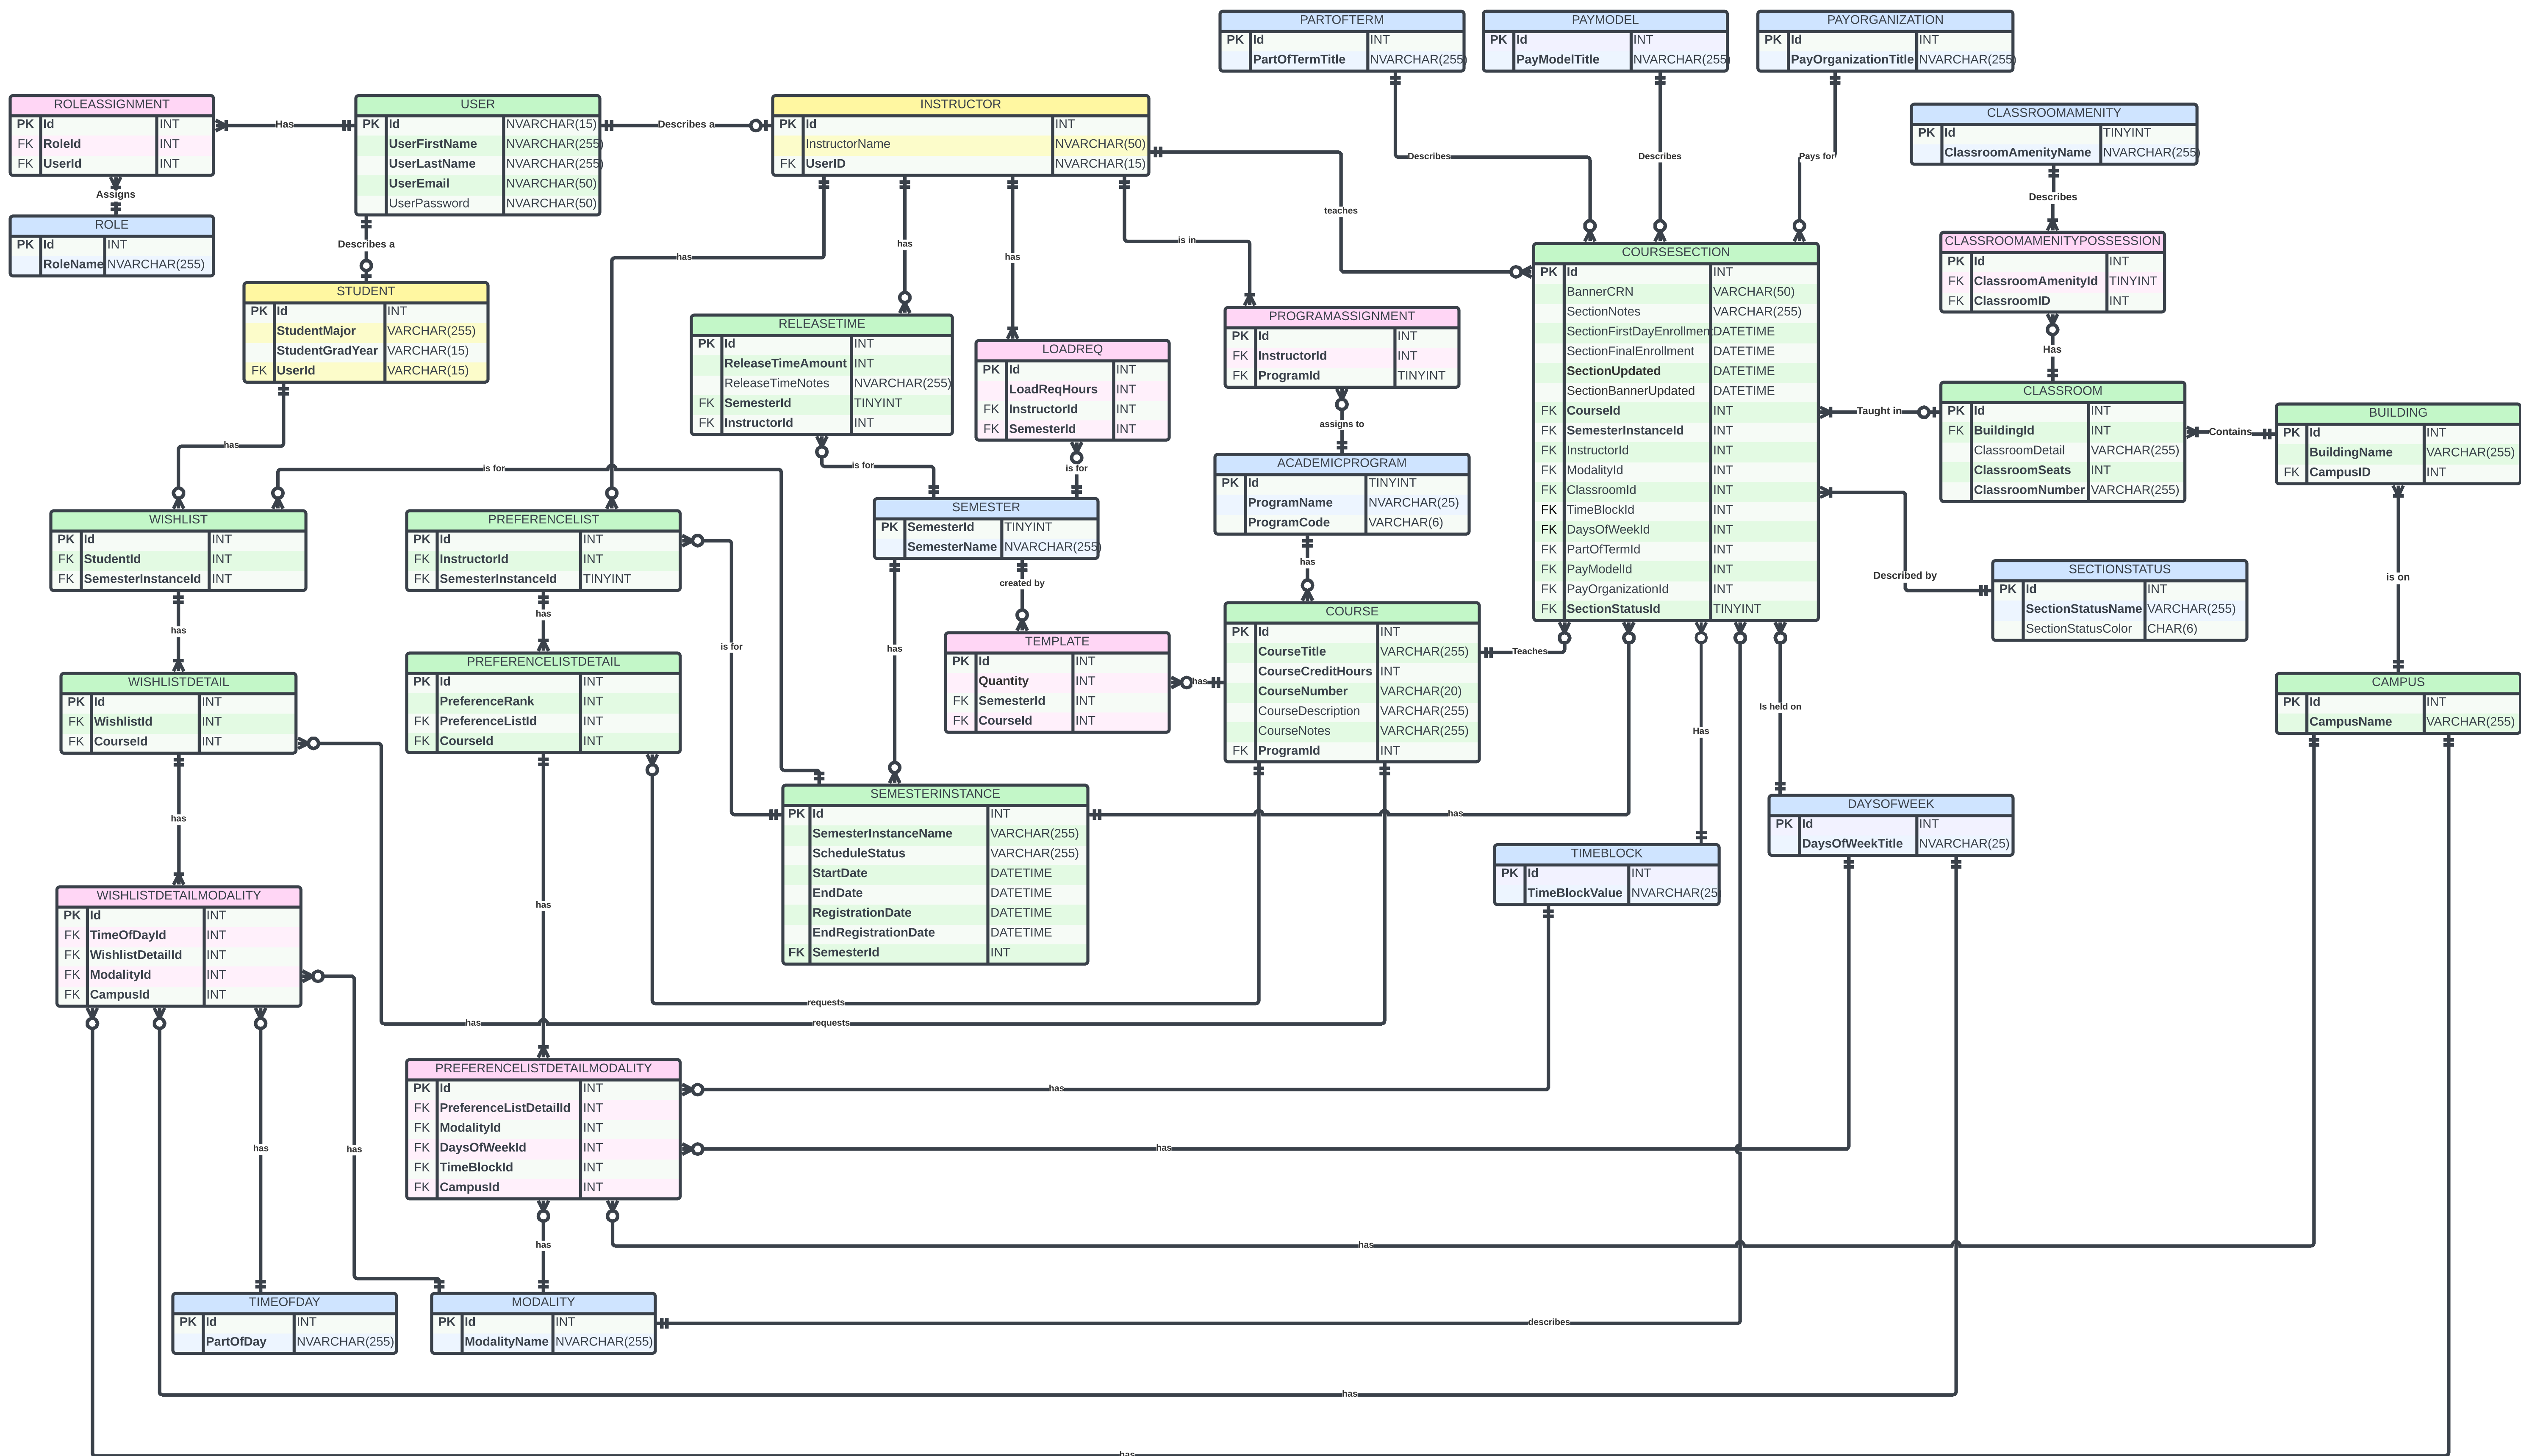 PARTOFTERM
PK Id INT
PartOfTermTitle NVARCHAR(255)
PAYMODEL
PK Id INT
PayModelTitle NVARCHAR(255)
PAYORGANIZATION
PK Id INT
PayOrganizationTitle NVARCHAR(255)
ROLEASSIGNMENT
PK Id INT
FK RoleId INT
FK UserId INT
Has
USER
PK Id NVARCHAR(15)
UserFirstName NVARCHAR(255)
UserLastName NVARCHAR(255)
UserEmail NVARCHAR(50)
UserPassword NVARCHAR(50)
Describes a
INSTRUCTOR
PK Id INT
InstructorName NVARCHAR(50)
FK UserID NVARCHAR(15)
Describes
Describes
Pays for
CLASSROOMAMENITY
PK Id TINYINT
ClassroomAmenityName NVARCHAR(255)
Assigns
ROLE
PK Id INT
RoleName NVARCHAR(255)
Describes a
has
has
has
is in
teaches
Describes
STUDENT
PK Id INT
StudentMajor VARCHAR(255)
StudentGradYear VARCHAR(15)
FK UserId VARCHAR(15)
RELEASETIME
PK Id INT
ReleaseTimeAmount INT
ReleaseTimeNotes NVARCHAR(255)
FK SemesterId TINYINT
FK InstructorId INT
LOADREQ
PK Id INT
LoadReqHours INT
FK InstructorId INT
FK SemesterId INT
PROGRAMASSIGNMENT
PK Id INT
FK InstructorId INT
FK ProgramId TINYINT
COURSESECTION
PK Id INT
BannerCRN VARCHAR(50)
SectionNotes VARCHAR(255)
SectionFirstDayEnrollment DATETIME
SectionFinalEnrollment DATETIME
SectionUpdated DATETIME
SectionBannerUpdated DATETIME
FK CourseId INT
FK SemesterInstanceId INT
FK InstructorId INT
FK ModalityId INT
FK ClassroomId INT
FK TimeBlockId INT
FK DaysOfWeekId INT
FK PartOfTermId INT
FK PayModelId INT
FK PayOrganizationId INT
FK SectionStatusId TINYINT
CLASSROOMAMENITYPOSSESSION
PK Id INT
FK ClassroomAmenityId TINYINT
FK ClassroomID INT
Has
Taught in
CLASSROOM
PK Id INT
FK BuildingId INT
ClassroomDetail VARCHAR(255)
ClassroomSeats INT
ClassroomNumber VARCHAR(255)
Contains
BUILDING
PK Id INT
BuildingName VARCHAR(255)
FK CampusID INT
has
is for
is for
is for
assigns to
ACADEMICPROGRAM
PK Id TINYINT
ProgramName NVARCHAR(25)
ProgramCode VARCHAR(6)
WISHLIST
PK Id INT
FK StudentId INT
FK SemesterInstanceId INT
PREFERENCELIST
PK Id INT
FK InstructorId INT
FK SemesterInstanceId TINYINT
SEMESTER
PK SemesterId TINYINT
SemesterName NVARCHAR(255)
has
has
is for
has
created by
has
Described by
SECTIONSTATUS
PK Id INT
SectionStatusName VARCHAR(255)
SectionStatusColor CHAR(6)
is on
WISHLISTDETAIL
PK Id INT
FK WishlistId INT
FK CourseId INT
PREFERENCELISTDETAIL
PK Id INT
PreferenceRank INT
FK PreferenceListId INT
FK CourseId INT
TEMPLATE
PK Id INT
Quantity INT
FK SemesterId INT
FK CourseId INT
has
COURSE
PK Id INT
CourseTitle VARCHAR(255)
CourseCreditHours INT
CourseNumber VARCHAR(20)
CourseDescription VARCHAR(255)
CourseNotes VARCHAR(255)
FK ProgramId INT
Teaches
Has
Is held on
CAMPUS
PK Id INT
CampusName VARCHAR(255)
has
SEMESTERINSTANCE
PK Id INT
SemesterInstanceName VARCHAR(255)
ScheduleStatus VARCHAR(255)
StartDate DATETIME
EndDate DATETIME
RegistrationDate DATETIME
EndRegistrationDate DATETIME
FK SemesterId INT
has
TIMEBLOCK
PK Id INT
TimeBlockValue NVARCHAR(25)
DAYSOFWEEK
PK Id INT
DaysOfWeekTitle NVARCHAR(25)
WISHLISTDETAILMODALITY
PK Id INT
FK TimeOfDayId INT
FK WishlistDetailId INT
FK ModalityId INT
FK CampusId INT
has
requests
has
requests
PREFERENCELISTDETAILMODALITY
PK Id INT
FK PreferenceListDetailId INT
FK ModalityId INT
FK DaysOfWeekId INT
FK TimeBlockId INT
FK CampusId INT
has
has
has
has
has
has
TIMEOFDAY
PK Id INT
PartOfDay NVARCHAR(255)
MODALITY
PK Id INT
ModalityName NVARCHAR(255)
describes
has
has